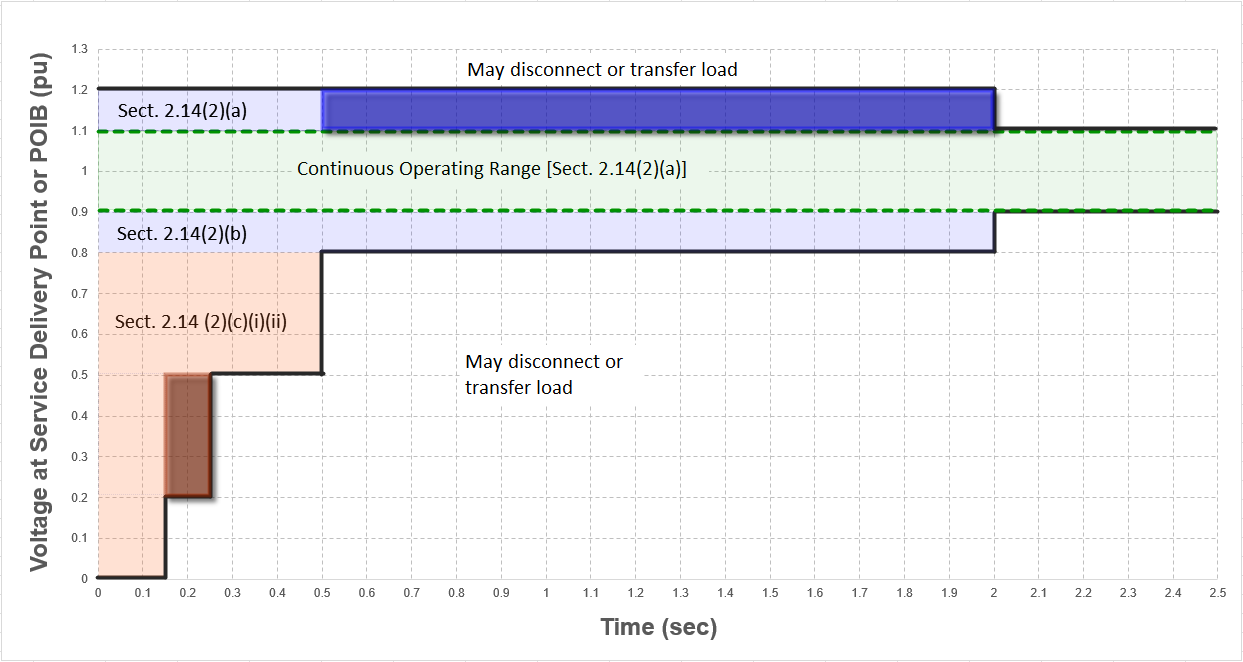 Voltage at Service Delivery Point or POIB (pu)
1.3
1.2
1.1
1
0.9
0.8
0.7
0.6
0.5
0.4
0.3
0.2
0.1
0
May disconnect or transfer load
Sect. 2.14(2)(a)
Continuous Operating Range [Sect. 2.14(2)(a)]
Sect. 2.14(2)(b)
Sect. 2.14 (2)(c)(i)(ii)
May disconnect or
transfer load
0 0.1 0.2 0.3 0.4 0.5 0.6 0.7 0.8 0.9 1 1.1 1.2 1.3 1.4 1.5 1.6 1.7 1.8 1.9 2 2.1 2.2 2.3 2.4 2.5
Time (sec)